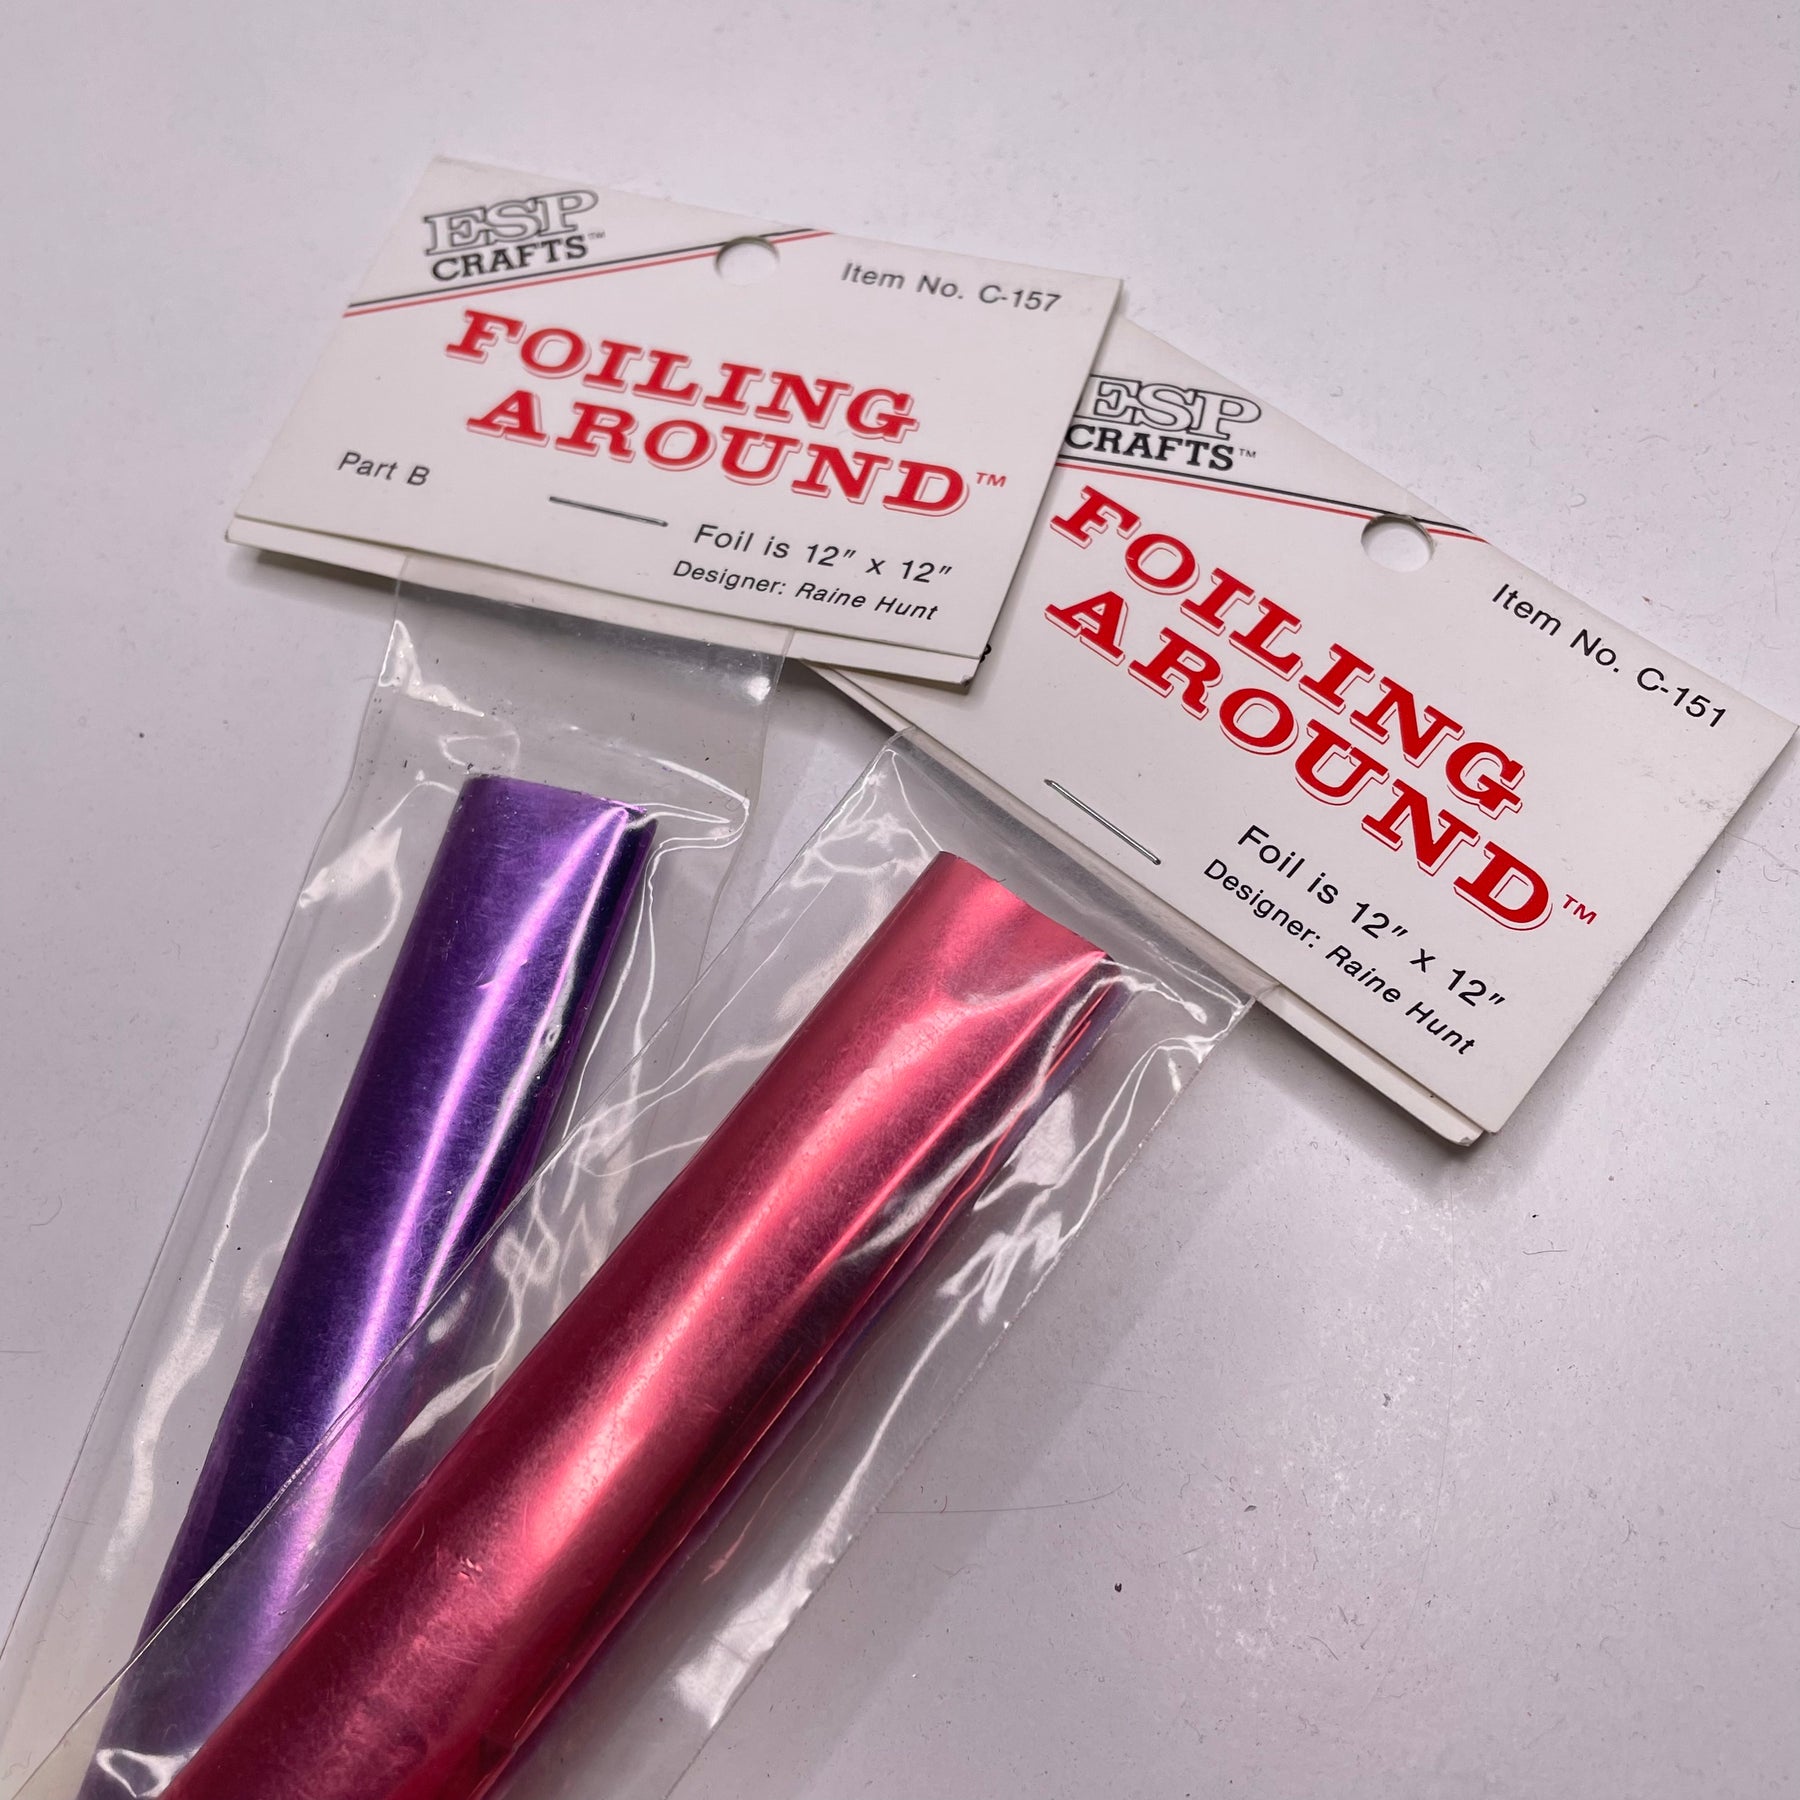 ESP
CRAFTS™
Item No. C-157
FOILING
AROUND™
Part B
Foil is 12" x 12"
Designer: Raine Hunt
ESP
CRAFTS™
Item No. C-151
FOILING
AROUND™
Foil is 12" x 12"
Designer: Raine Hunt